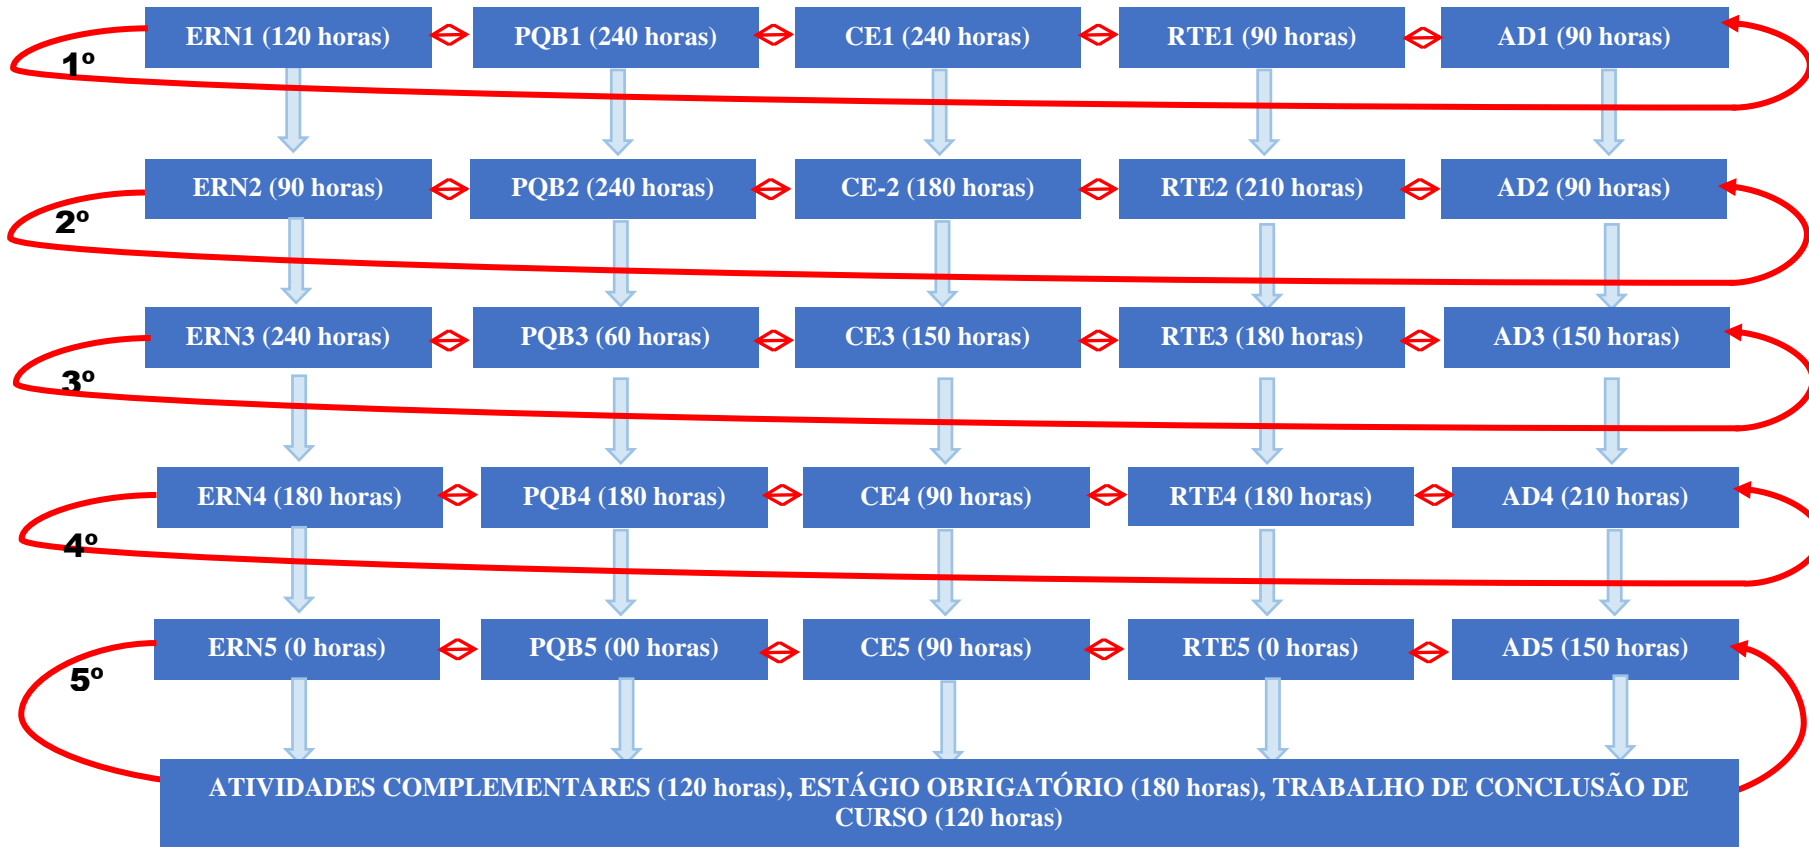 ERN1 (120 horas)
PQB1 (240 horas)
CE1 (240 horas)
RTE1 (90 horas)
AD1 (90 horas)
1º
ERN2 (90 horas)
PQB2 (240 horas)
CE-2 (180 horas)
RTE2 (210 horas)
AD2 (90 horas)
2º
ERN3 (240 horas)
PQB3 (60 horas)
CE3 (150 horas)
RTE3 (180 horas)
AD3 (150 horas)
3º
ERN4 (180 horas)
PQB4 (180 horas)
CE4 (90 horas)
RTE4 (180 horas)
AD4 (210 horas)
4º
ERN5 (0 horas)
PQB5 (00 horas)
CE5 (90 horas)
RTE5 (0 horas)
AD5 (150 horas)
5º
ATIVIDADES COMPLEMENTARES (120 horas), ESTÁGIO OBRIGATÓRIO (180 horas), TRABALHO DE CONCLUSÃO DE
CURSO (120 horas)